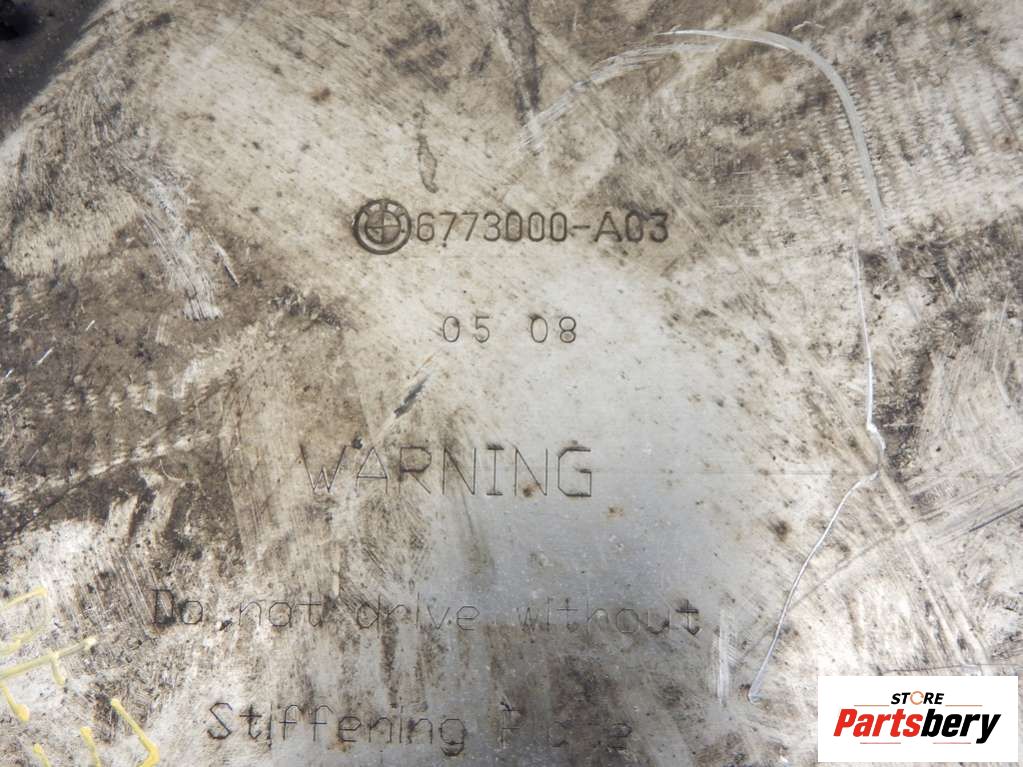 6773000-A03
05 08
WARNING
Do not drive without
Stiffening
STORE
Partsbery